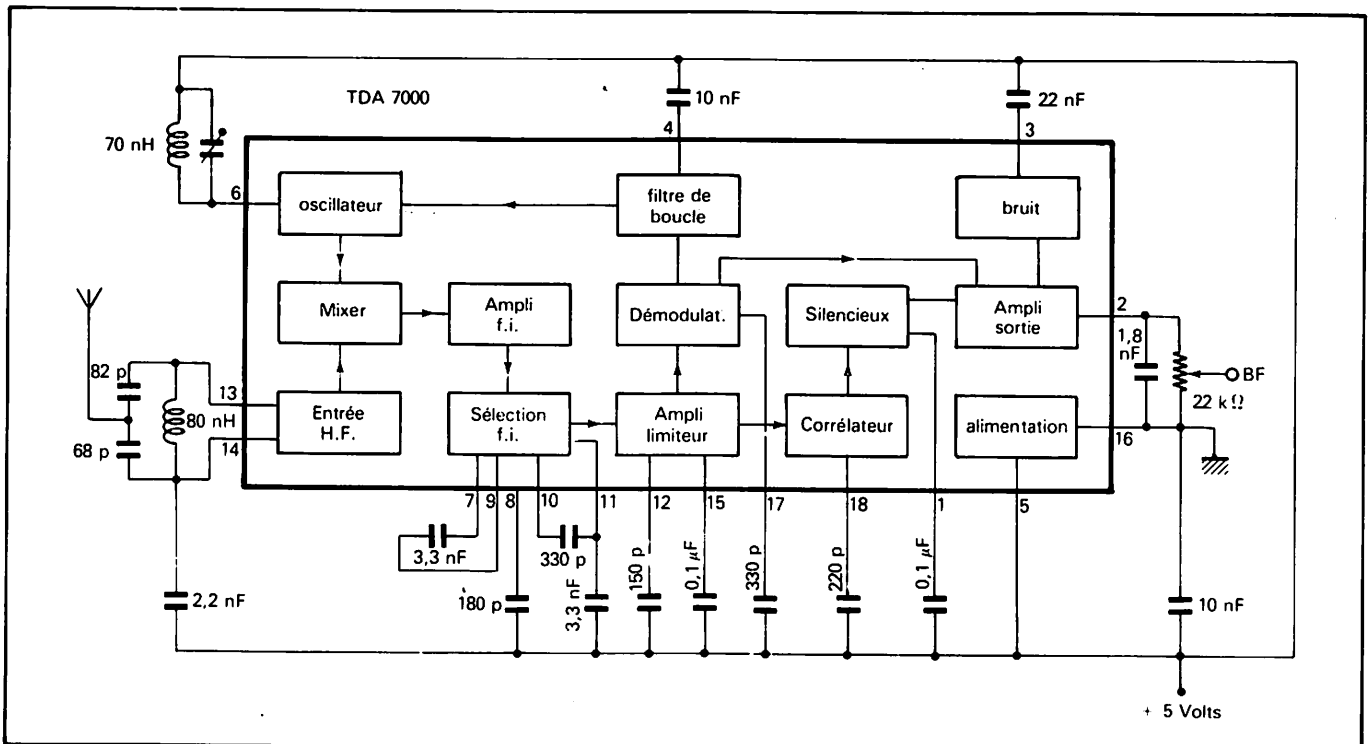 TDA 7000
10 nF
22 nF
4
3
70 nH
6
oscillateur
filtre de
boucle
bruit
Mixer
Ampli
f.i.
Démodulat.
Silencieux
Ampli
sortie
2
1,8
nF
BF
22 kΩ
82 p
13
80 nH
68 p
14
Entrée
H.F.
Sélection
f.i.
Ampli
limiteur
Corrélateur
alimentation
16
7
9
8
10
11
12
15
17
18
1
5
3,3 nF
330 p
180 p
3,3 nF
150 p
0,1 µF
330 p
220 p
0,1 µF
2,2 nF
10 nF
+ 5 Volts